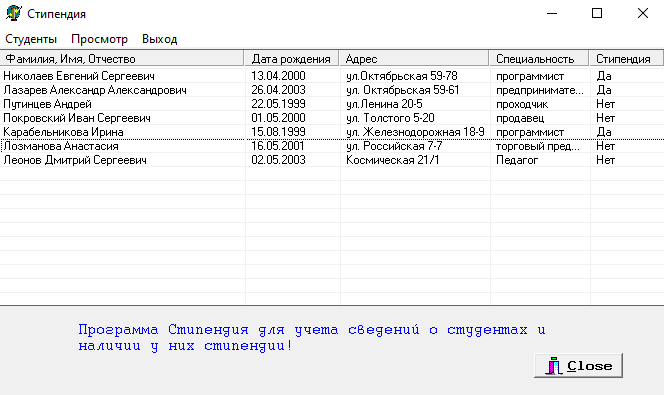 Стипендия
Студенты Просмотр Выход
Фамилия, Имя, Отчество Дата рождения Адрес Специальность Стипендия
Николаев Евгений Сергеевич 13.04.2000 ул.Октябрьская 59-78 программист Да
Лазарев Александр Александрович 26.04.2003 ул. Октябрьская 59-61 предпринимате... Да
Путинцев Андрей 22.05.1999 ул.Ленина 20-5 проходчик Нет
Покровский Иван Сергеевич 01.05.2000 ул. Толстого 5-20 продавец Нет
Карабельникова Ирина 15.08.1999 ул. Железнодорожная 18-9 программист Да
Лозманова Анастасия 16.05.2001 ул. Российская 7-7 торговый пред... Нет
Леонов Дмитрий Сергеевич 02.05.2003 Космическая 21/1 Педагог Нет
Программа Стипендия для учета сведений о студентах и
наличии у них стипендии!
Close